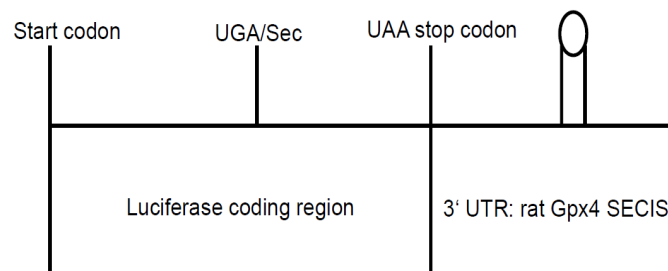 Start codon
UGA/Sec
UAA stop codon
Luciferase coding region
3‘ UTR: rat Gpx4 SECIS